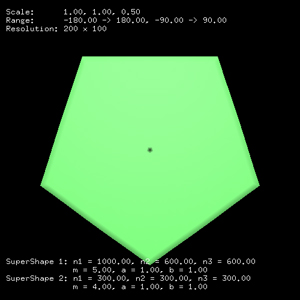 Scale: 1.00, 1.00, 0.50
Range: -180.00 -> 180.00, -90.00 -> 90.00
Resolution: 200 x 100
SuperShape 1: n1 = 1000.00, n2 = 600.00, n3 = 600.00
m = 5.00, a = 1.00, b = 1.00
SuperShape 2: n1 = 300.00, n2 = 300.00, n3 = 300.00
m = 4.00, a = 1.00, b = 1.00